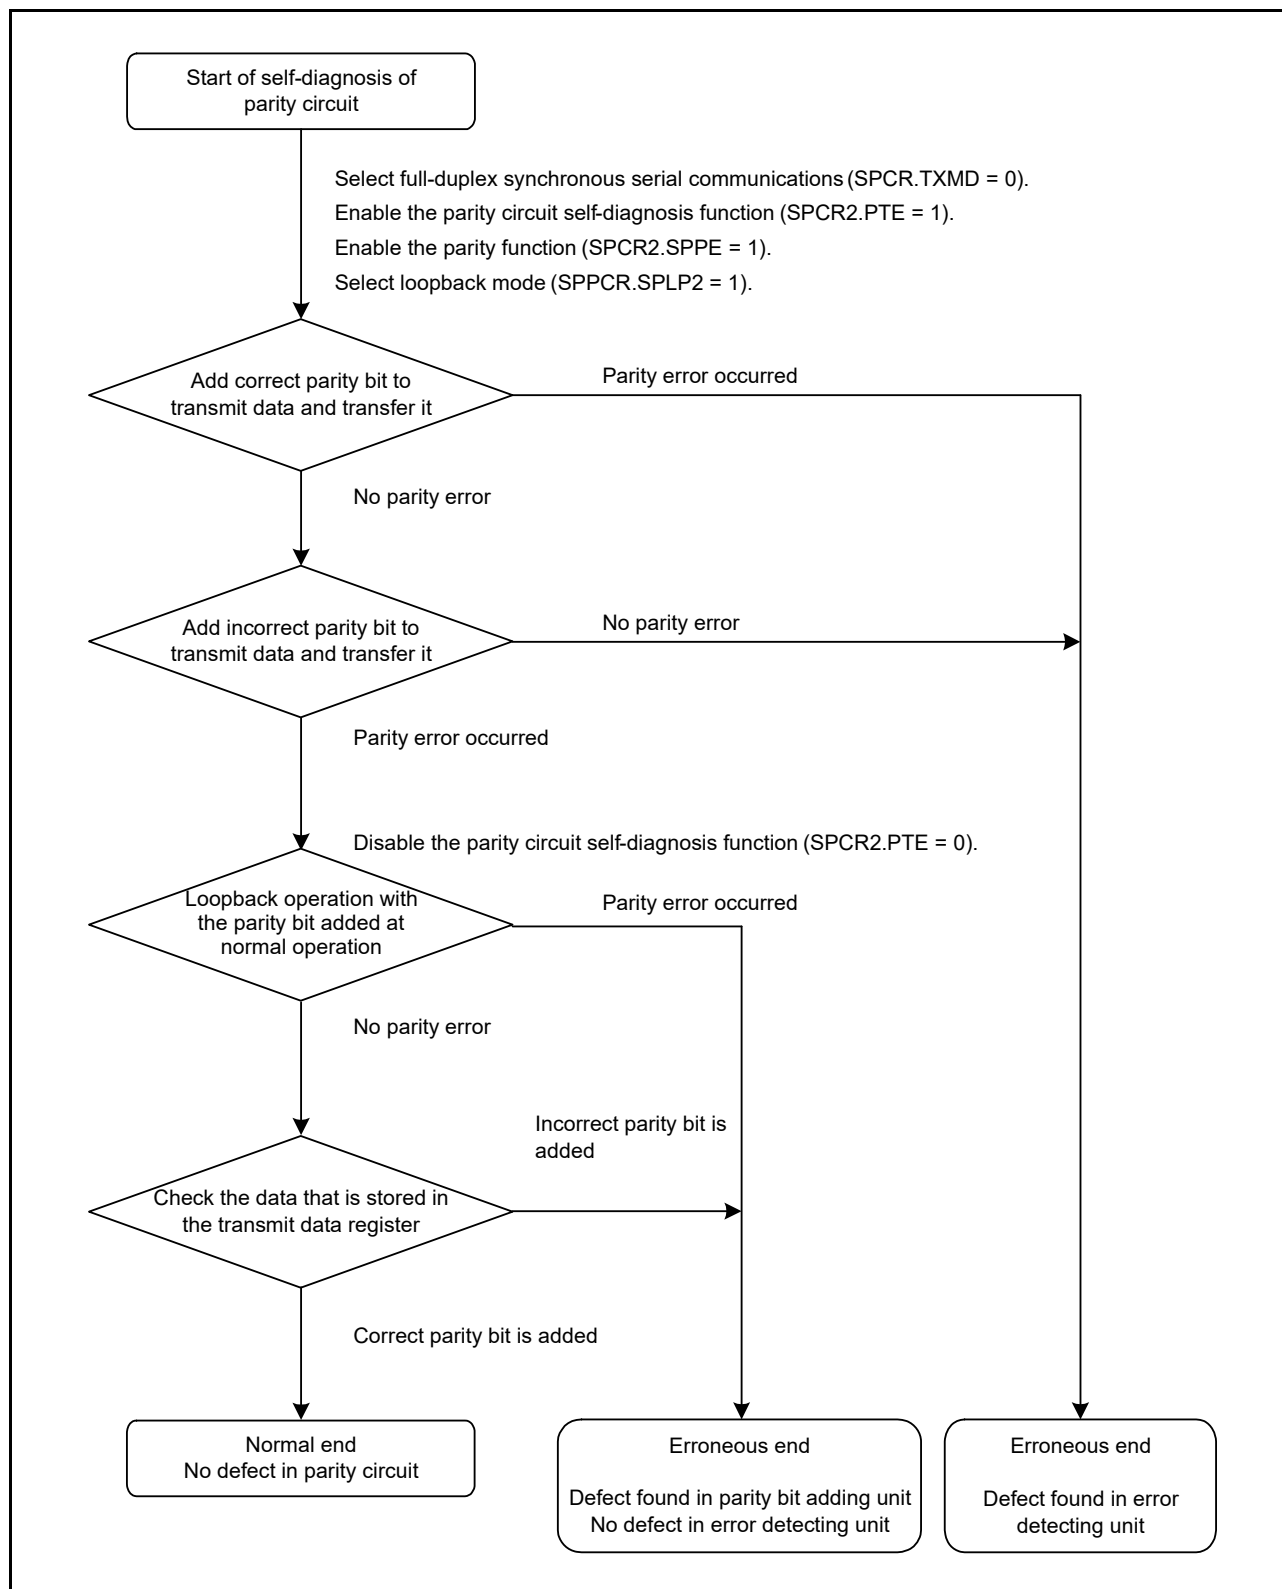 Start of self-diagnosis of
parity circuit
Select full-duplex synchronous serial communications (SPCR.TXMD = 0).
Enable the parity circuit self-diagnosis function (SPCR2.PTE = 1).
Enable the parity function (SPCR2.SPPE = 1).
Select loopback mode (SPPCR.SPLP2 = 1).
Add correct parity bit to
transmit data and transfer it
Parity error occurred
No parity error
Add incorrect parity bit to
transmit data and transfer it
No parity error
Parity error occurred
Disable the parity circuit self-diagnosis function (SPCR2.PTE = 0).
Loopback operation with
the parity bit added at
normal operation
Parity error occurred
No parity error
Incorrect parity bit is
added
Check the data that is stored in
the transmit data register
Correct parity bit is added
Normal end
No defect in parity circuit
Erroneous end
Defect found in parity bit adding unit
No defect in error detecting unit
Erroneous end
Defect found in error
detecting unit